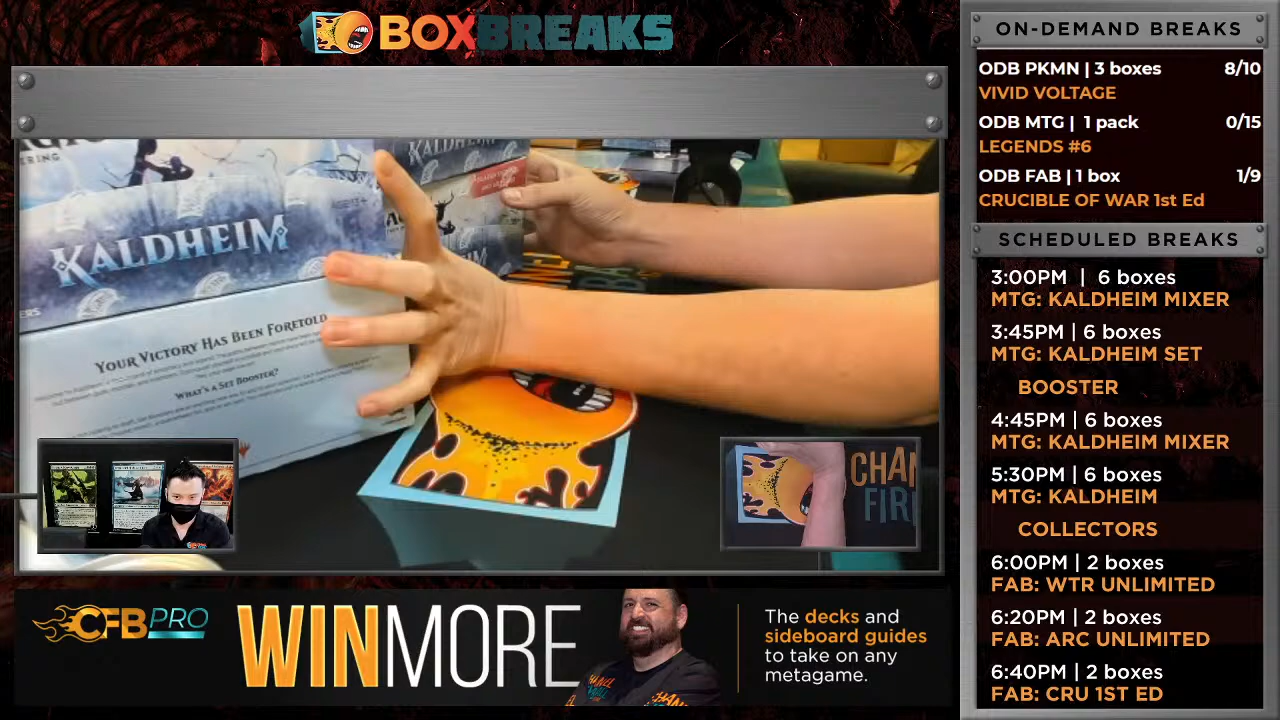 BOXBREAKS
KALDHEIM
KALDHEIM
KALDHEIM
YOUR VICTORY HAS BEEN FORETOLD
WHAT'S A SET BOOSTER?
CHAN
FIR
CFB PRO
WINMORE
The decks and
sideboard guides
to take on any
metagame.
ON-DEMAND BREAKS
ODB PKMN | 3 boxes 8/10
VIVID VOLTAGE
ODB MTG | 1 pack 0/15
LEGENDS #6
ODB FAB | 1 box 1/9
CRUCIBLE OF WAR 1st Ed
SCHEDULED BREAKS
3:00PM | 6 boxes
MTG: KALDHEIM MIXER
3:45PM | 6 boxes
MTG: KALDHEIM SET
BOOSTER
4:45PM | 6 boxes
MTG: KALDHEIM MIXER
5:30PM | 6 boxes
MTG: KALDHEIM
COLLECTORS
6:00PM | 2 boxes
FAB: WTR UNLIMITED
6:20PM | 2 boxes
FAB: ARC UNLIMITED
6:40PM | 2 boxes
FAB: CRU 1ST ED